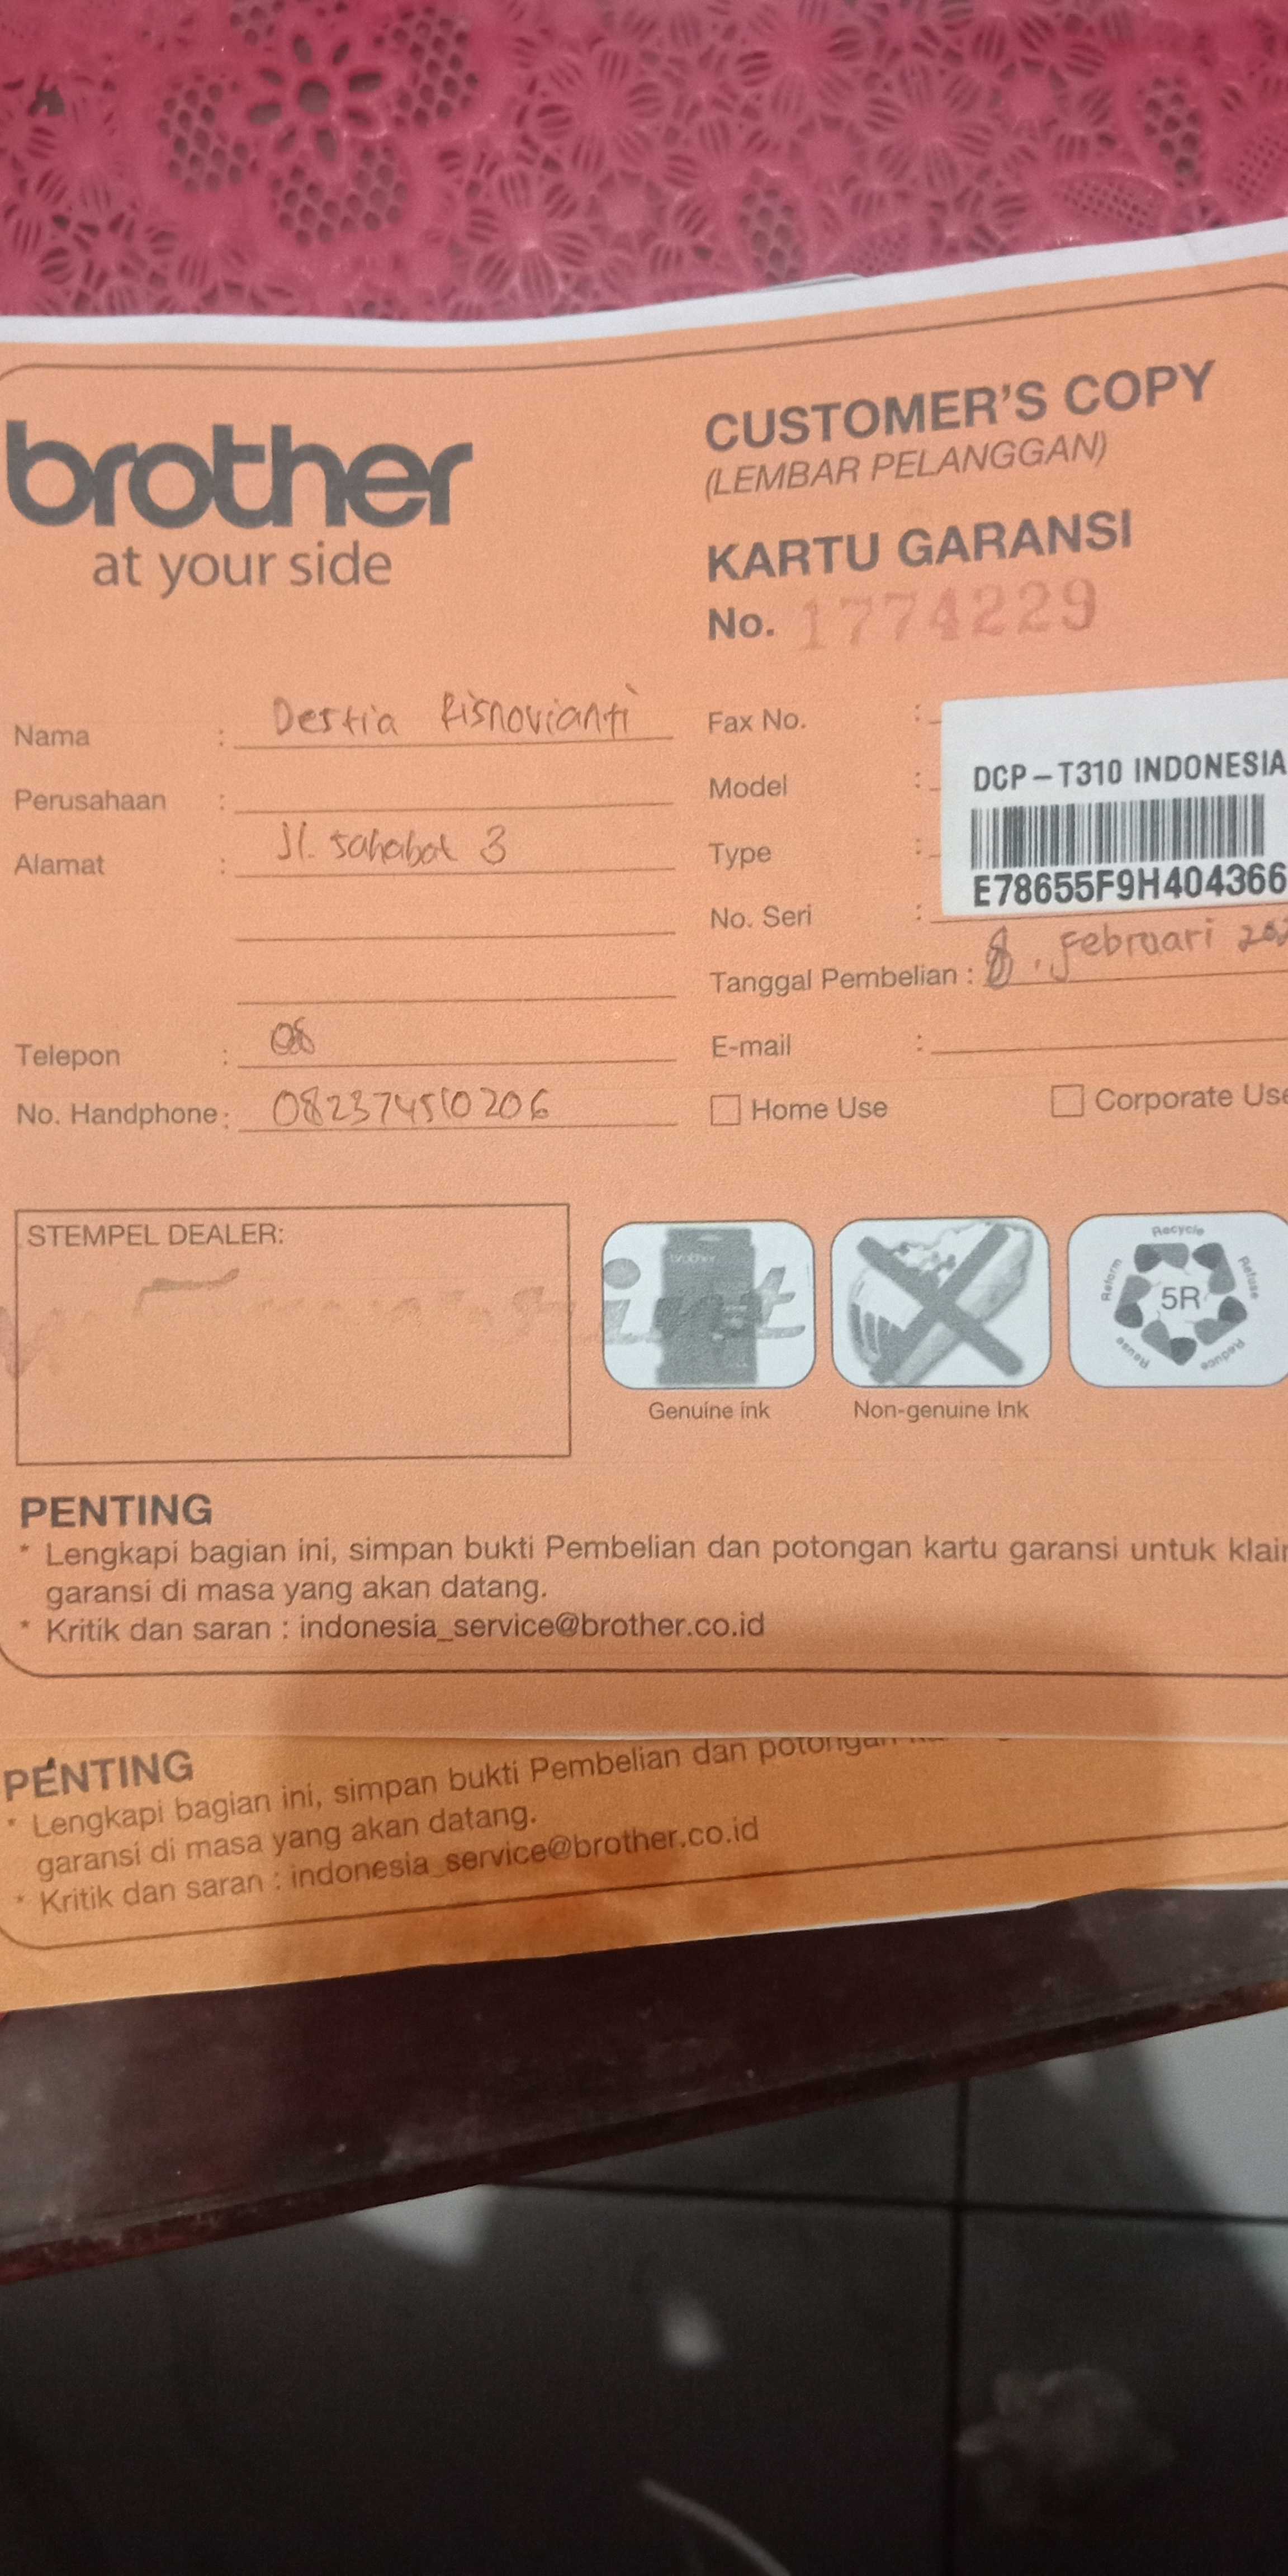 brother
at your side
CUSTOMER'S COPY
(LEMBAR PELANGGAN)
KARTU GARANSI
No. 1774229
Nama : Destia Risnovianti
Perusahaan :
Alamat : Jl. Sahabat 3
Telepon : 08
No. Handphone : 082374510206
Fax No. :
Model :
Type :
No. Seri :
DCP-T310 INDONESIA
E78655F9H404366
Tanggal Pembelian : 8. Februari
E-mail :
Home Use
Corporate Use
STEMPEL DEALER:
brother
Genuine ink
Non-genuine Ink
Recycle
Refuse
Reduce
Reuse
Reform
5R
PENTING
* Lengkapi bagian ini, simpan bukti Pembelian dan potongan kartu garansi untuk
garansi di masa yang akan datang.
* Kritik dan saran : indonesia_service@brother.co.id
PENTING
* Lengkapi bagian ini, simpan bukti Pembelian dan potongan
garansi di masa yang akan datang.
* Kritik dan saran : indonesia_service@brother.co.id